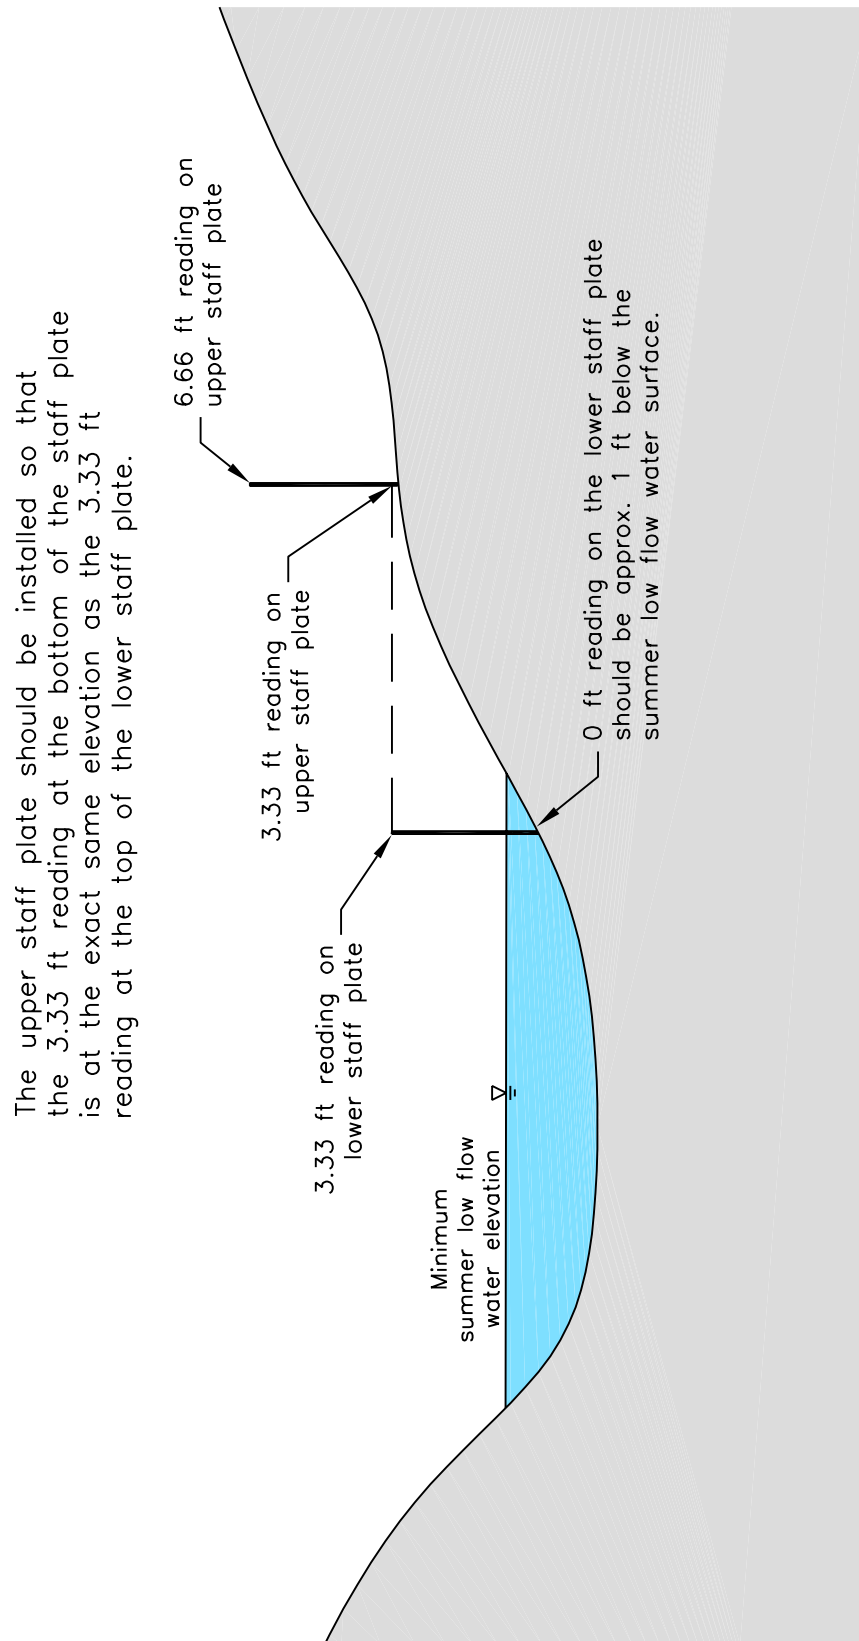 The upper staff plate should be installed so that
the 3.33 ft reading at the bottom of the staff plate
is at the exact same elevation as the 3.33 ft
reading at the top of the lower staff plate.
6.66 ft reading on
upper staff plate
3.33 ft reading on
upper staff plate
3.33 ft reading on
lower staff plate
Minimum
summer low flow
water elevation
0 ft reading on the lower staff plate
should be approx. 1 ft below the
summer low flow water surface.